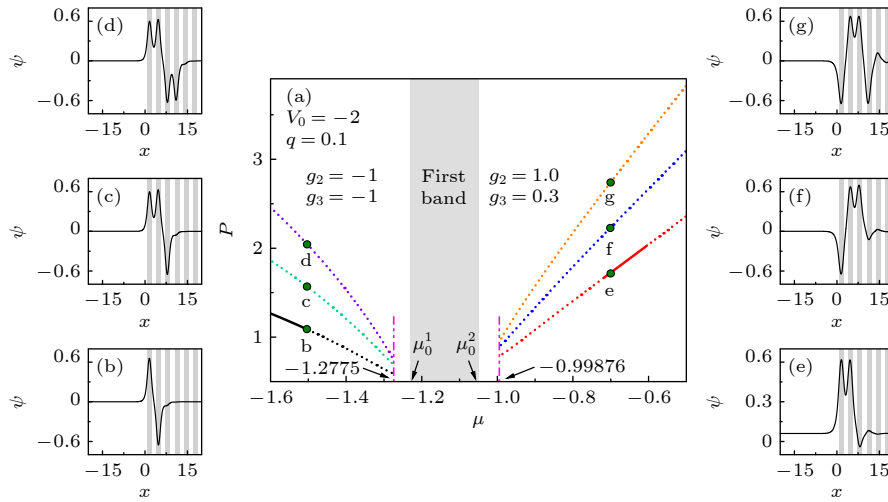 (d)
0.6
0
−0.6
ψ
−15 0 15
x
(c)
0.6
0
−0.6
ψ
−15 0 15
x
(b)
0.6
0
−0.6
ψ
−15 0 15
x
(a)
V₀ = −2
q = 0.1
g₂ = −1
g₃ = −1
First
band
g₂ = 1.0
g₃ = 0.3
3
2
1
P
d
c
b
g
f
e
μ₀¹
μ₀²
−1.2775
−0.99876
−1.6 −1.4 −1.2 −1.0 −0.8 −0.6
μ
(g)
0.6
0
−0.6
ψ
−15 0 15
x
(f)
0.6
0
−0.6
ψ
−15 0 15
x
(e)
0.6
0.3
0
ψ
−15 0 15
x